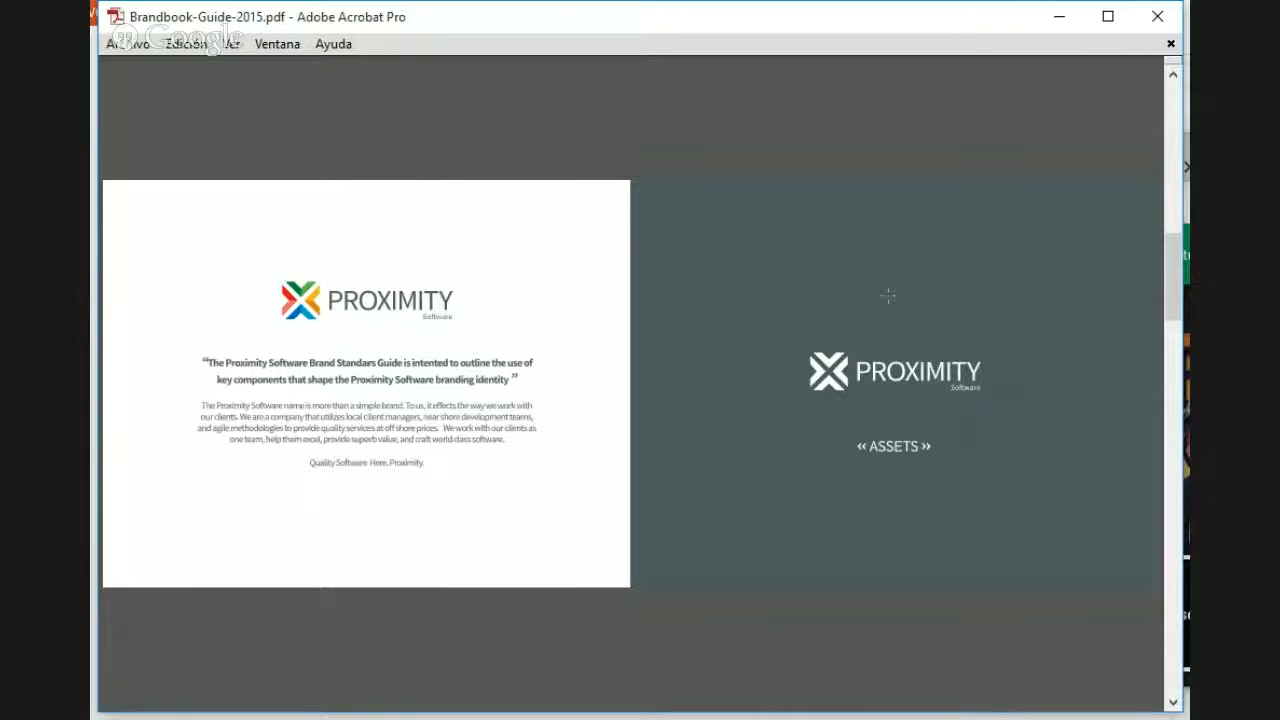 Brandbook-Guide-2015.pdf - Adobe Acrobat Pro
Google
Archivo Edición Ver Ventana Ayuda
PROXIMITY
Software
“The Proximity Software Brand Standars Guide is intented to outline the use of
key components that shape the Proximity Software branding identity ”
The Proximity Software name is more than a simple brand. To us, it effects the way we work with
our clients. We are a company that utilizes local client managers, near shore development teams,
and agile methodologies to provide quality services at off shore prices. We work with our clients as
one team, help them excel, provide superb value, and craft world class software.
Quality Software Here. Proximity.
PROXIMITY
Software
‹‹ ASSETS ››